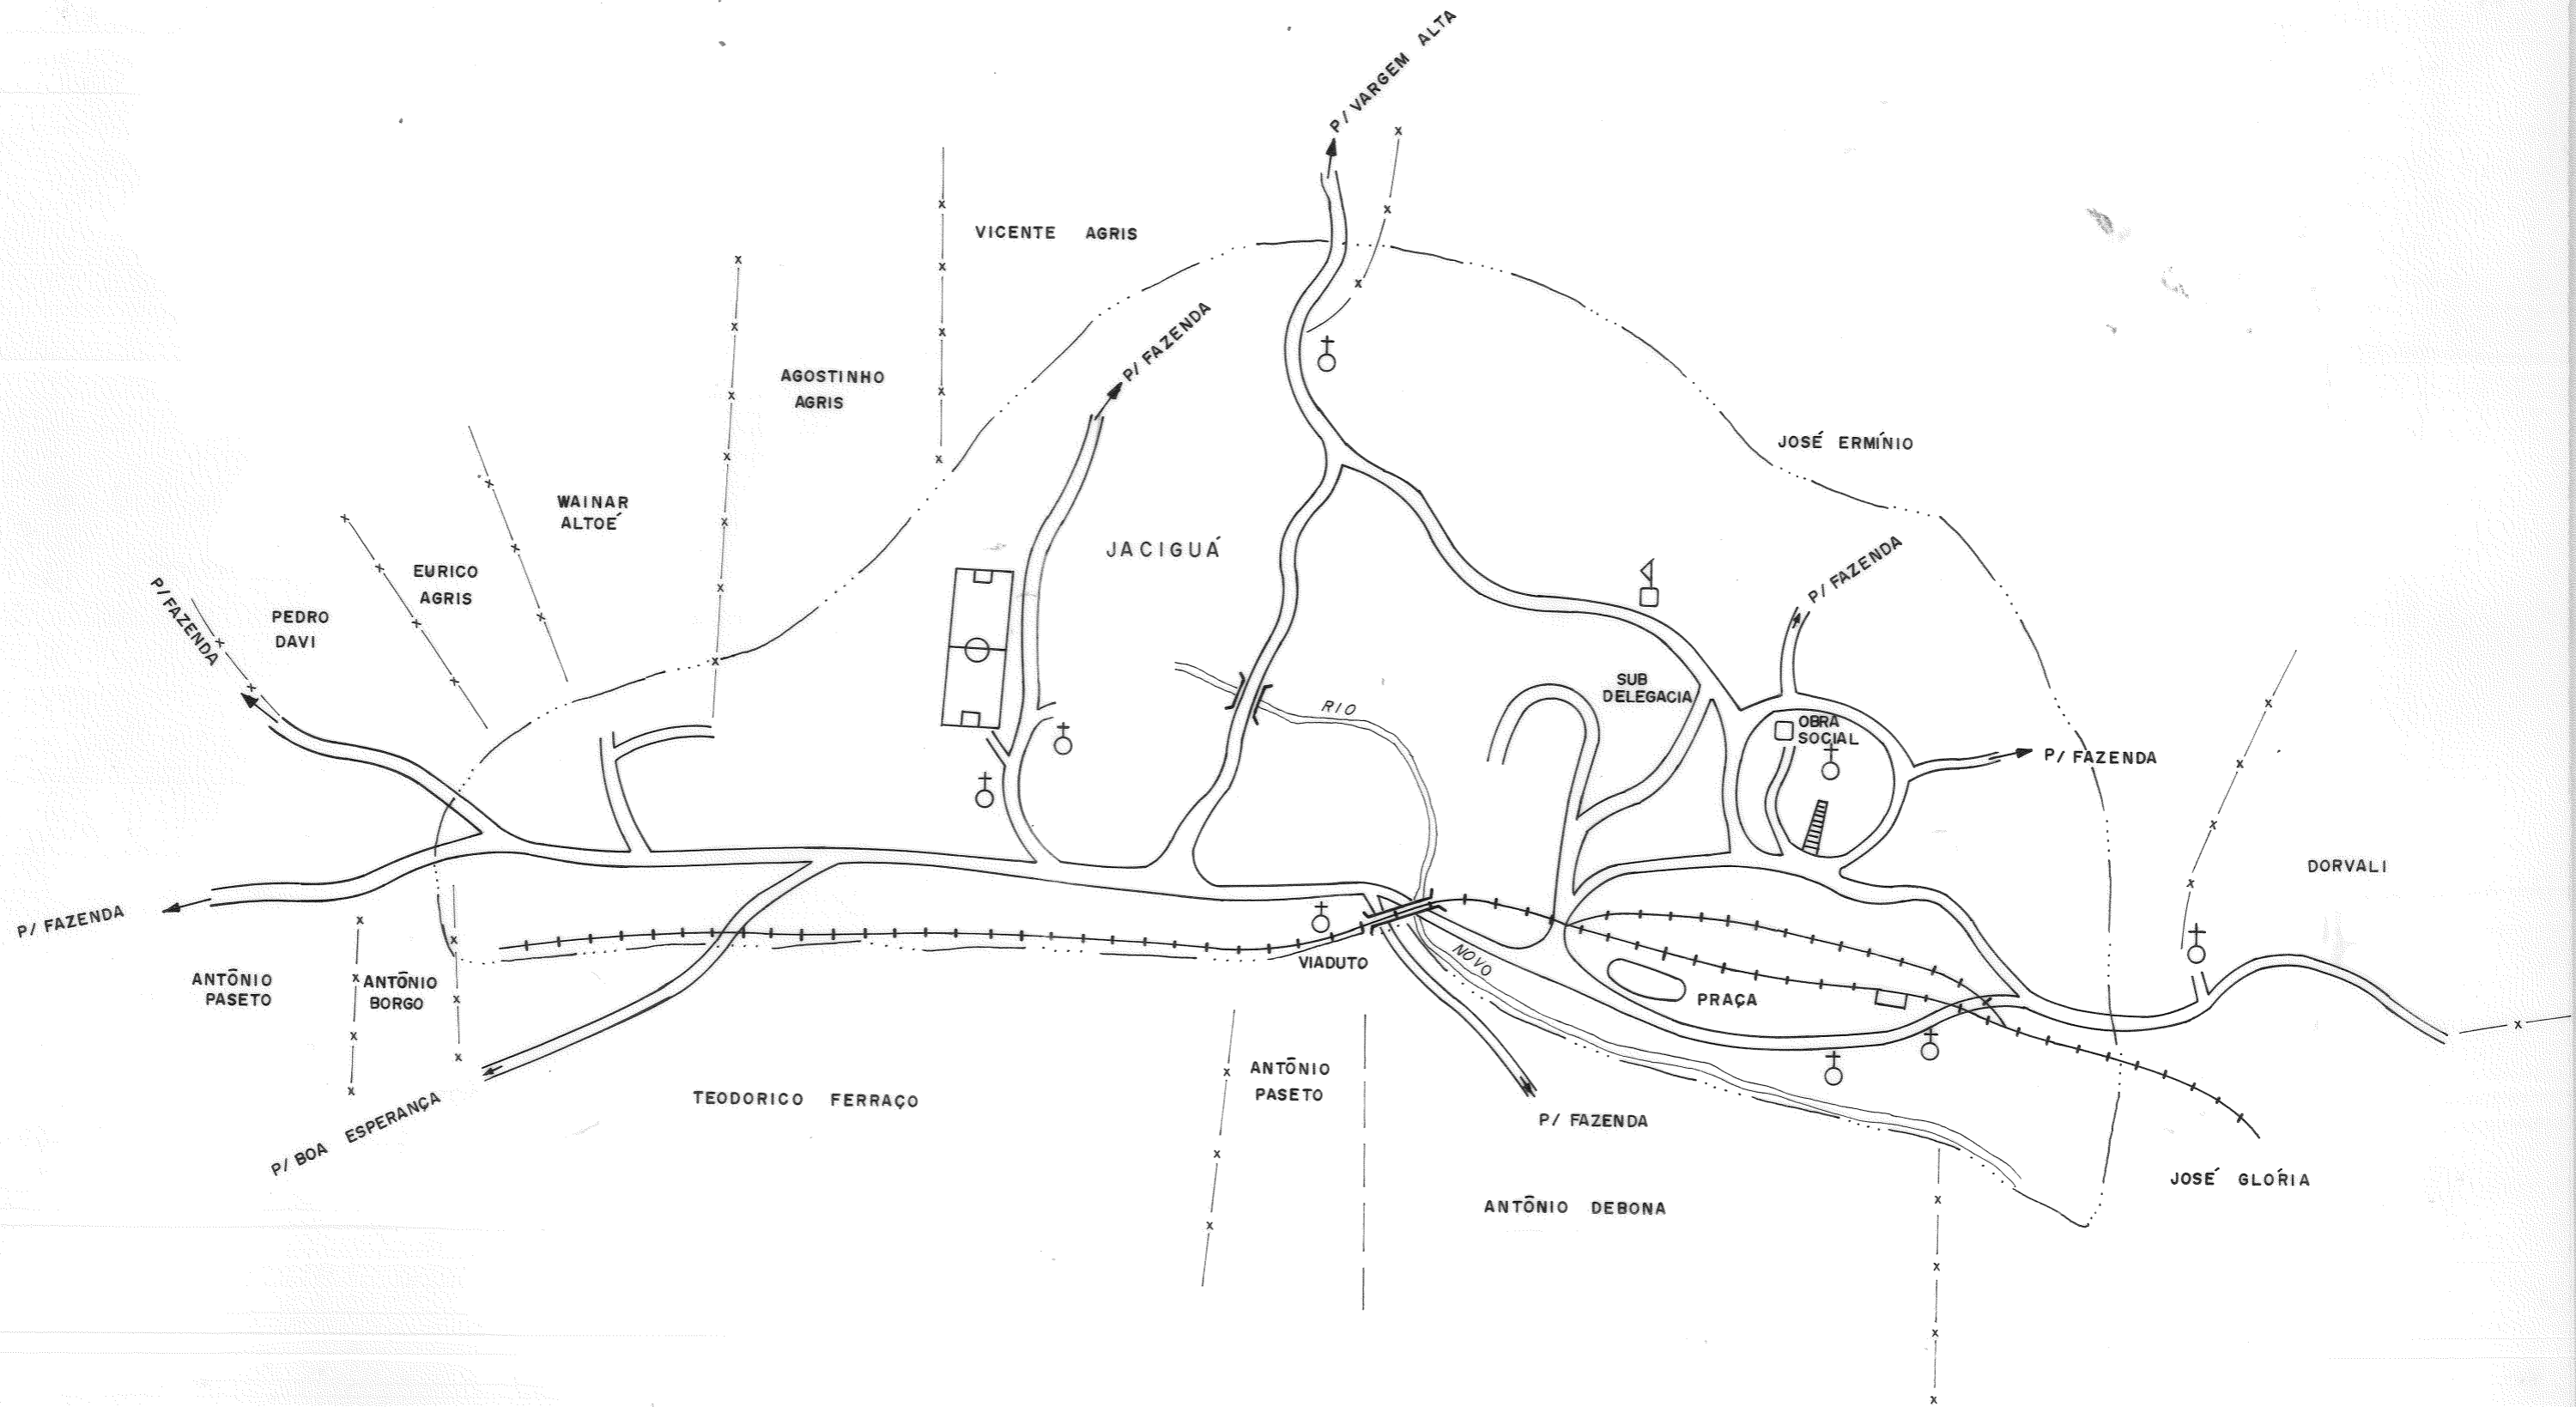 P/ VARGEM ALTA
VICENTE AGRIS
P/ FAZENDA
AGOSTINHO
AGRIS
JOSÉ ERMÍNIO
WAINAR
ALTOÉ
JACIGUÁ
P/ FAZENDA
EURICO
AGRIS
P/ FAZENDA
PEDRO
DAVI
SUB
DELEGACIA
RIO
OBRA
SOCIAL
P/ FAZENDA
DORVALI
P/ FAZENDA
ANTÔNIO
PASETO
ANTÔNIO
BORGO
VIADUTO
NOVO
PRAÇA
ANTÔNIO
PASETO
TEODORICO FERRAÇO
P/ FAZENDA
P/ BOA ESPERANÇA
JOSÉ GLÓRIA
ANTÔNIO DEBONA